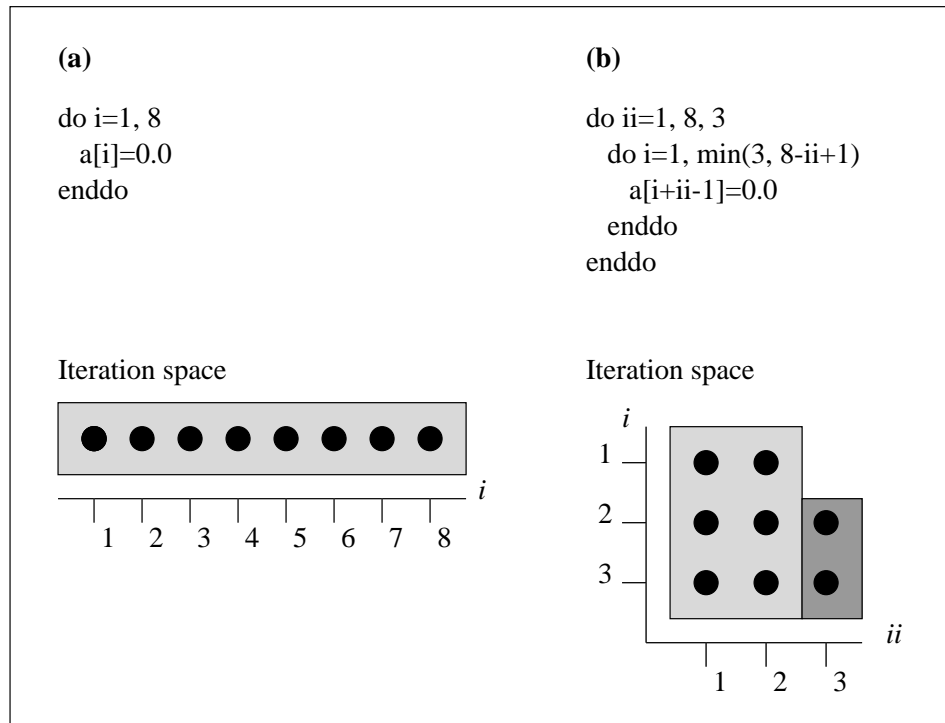 (a)
do i=1, 8
a[i]=0.0
enddo
Iteration space
i
1 2 3 4 5 6 7 8
(b)
do ii=1, 8, 3
do i=1, min(3, 8-ii+1)
a[i+ii-1]=0.0
enddo
enddo
Iteration space
i
1
2
3
ii
1 2 3